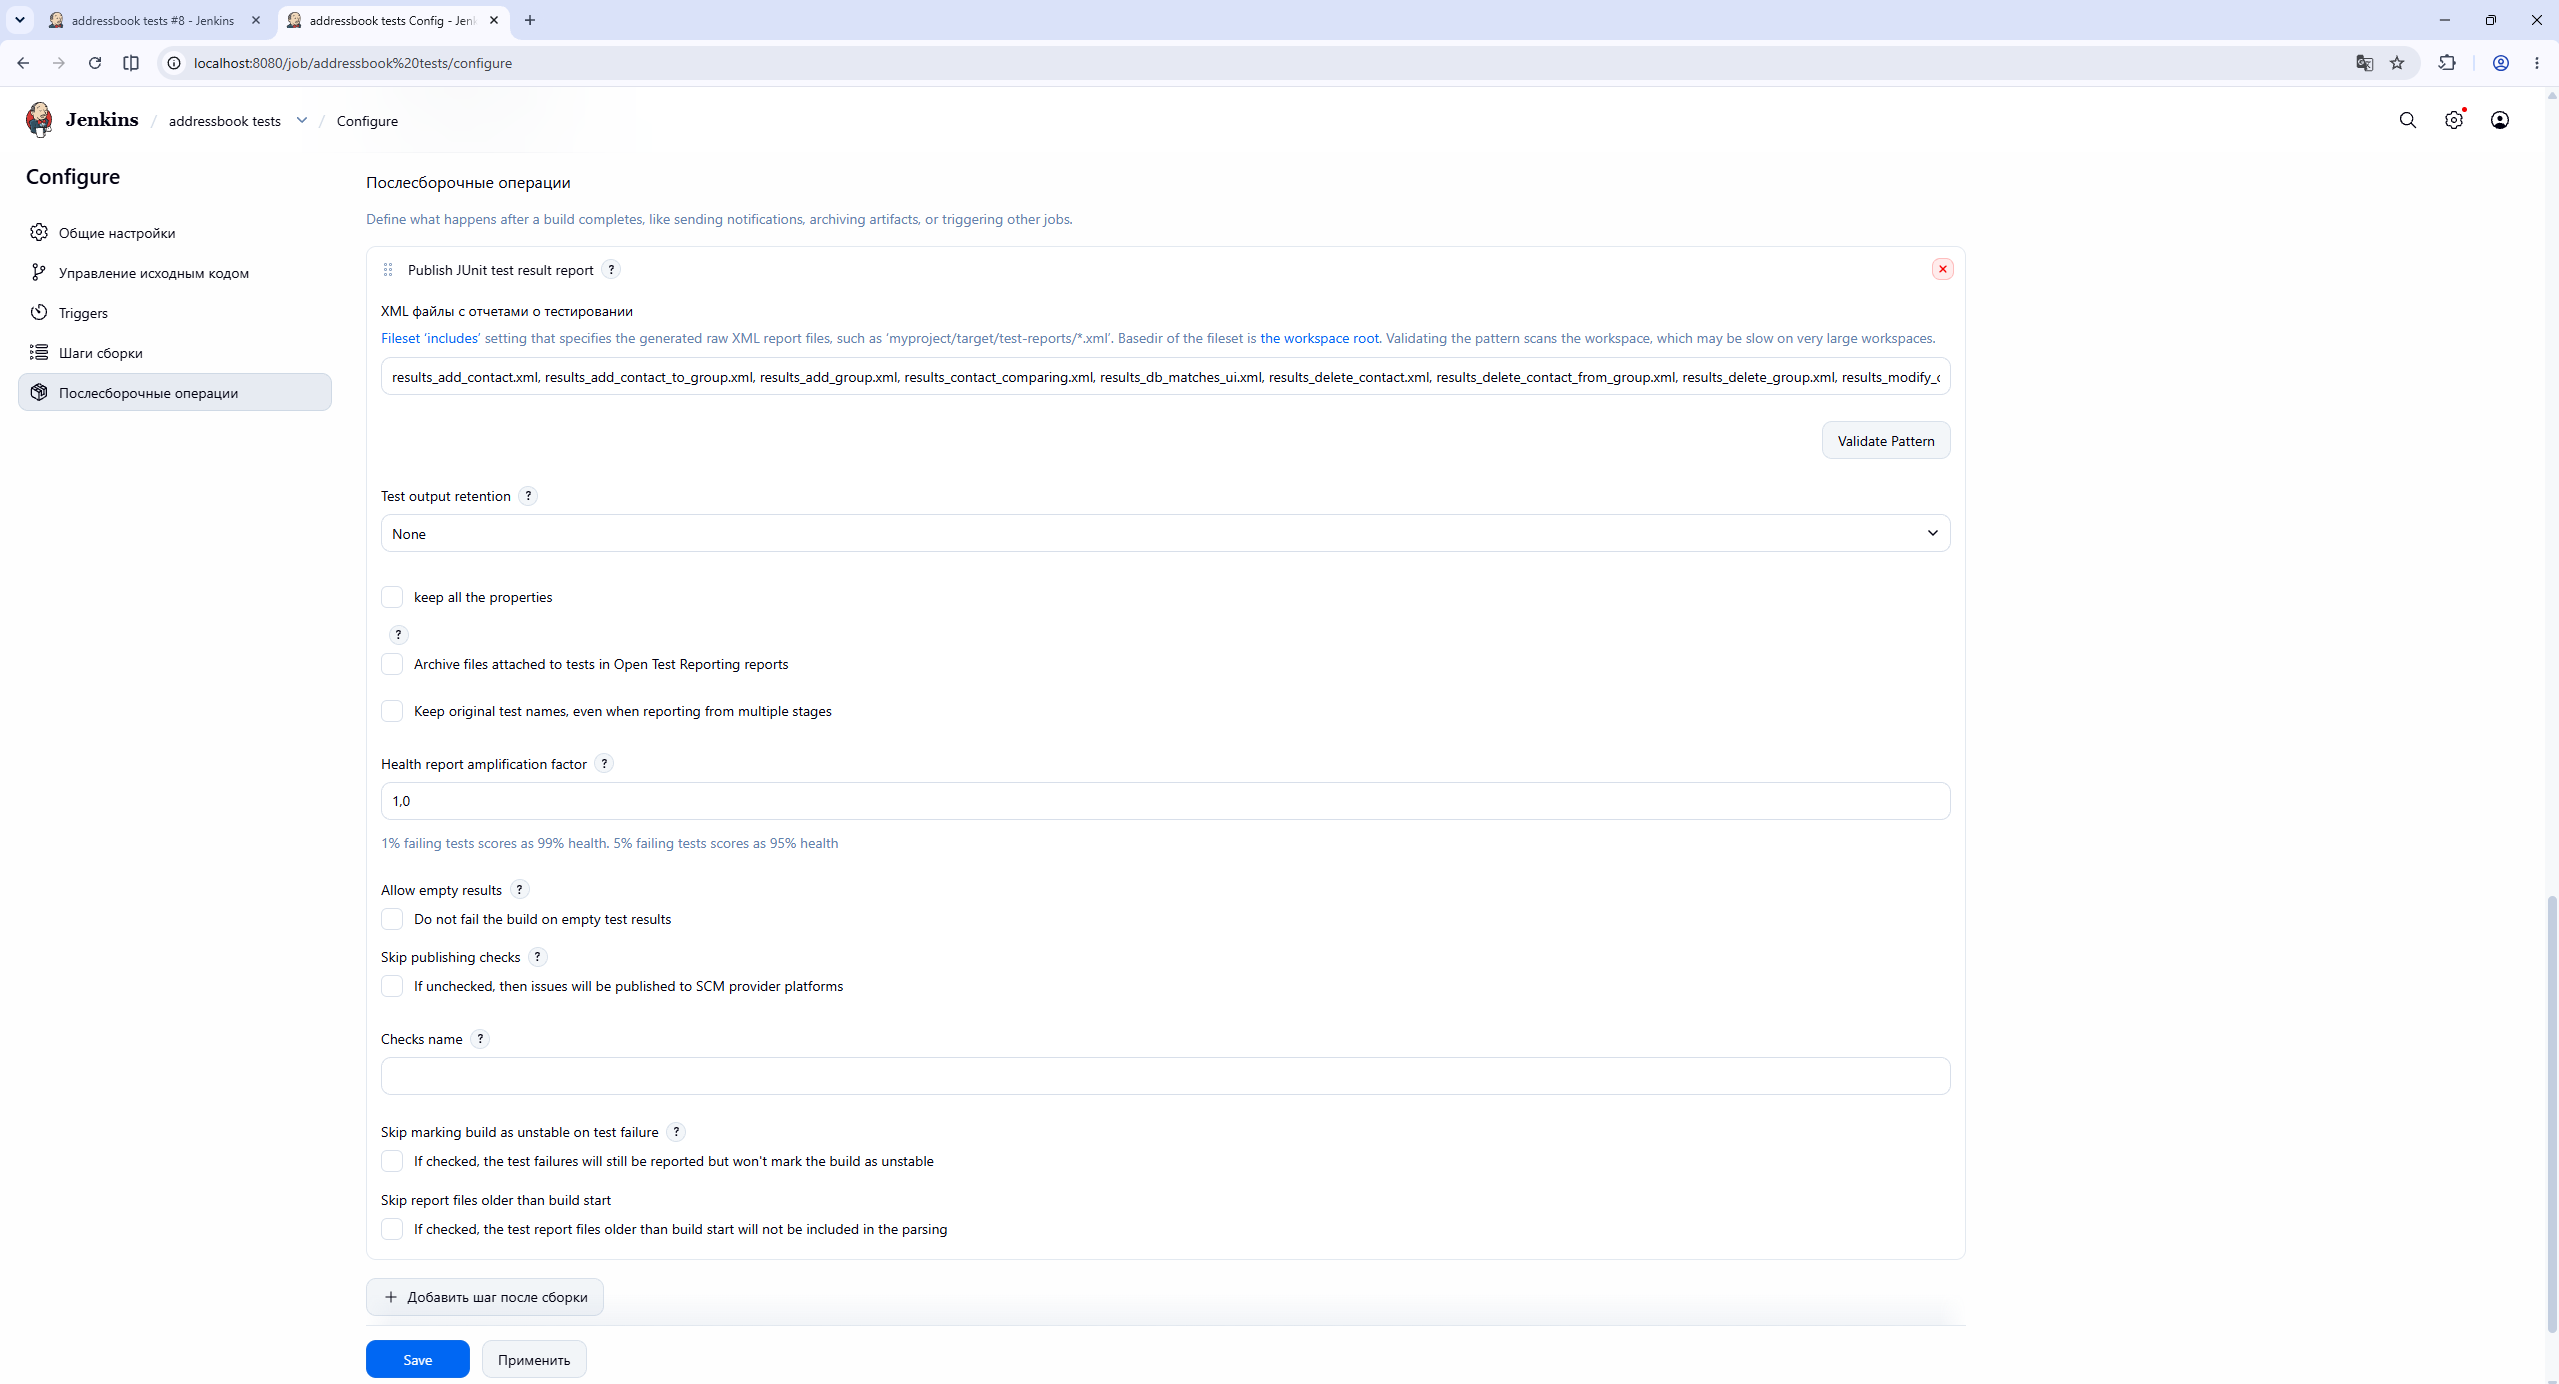 addressbook tests #8 - Jenkins
addressbook tests Config - Jenk
localhost:8080/job/addressbook%20tests/configure
Jenkins / addressbook tests / Configure
Configure
Общие настройки
Управление исходным кодом
Triggers
Шаги сборки
Послесборочные операции
Послесборочные операции
Define what happens after a build completes, like sending notifications, archiving artifacts, or triggering other jobs.
Publish JUnit test result report ?
XML файлы с отчетами о тестировании
Fileset ‘includes’ setting that specifies the generated raw XML report files, such as ‘myproject/target/test-reports/*.xml’. Basedir of the fileset is the workspace root. Validating the pattern scans the workspace, which may be slow on very large workspaces.
results_add_contact.xml, results_add_contact_to_group.xml, results_add_group.xml, results_contact_comparing.xml, results_db_matches_ui.xml, results_delete_contact.xml, results_delete_contact_from_group.xml, results_delete_group.xml, results_modify_c
Validate Pattern
Test output retention ?
None
keep all the properties
?
Archive files attached to tests in Open Test Reporting reports
Keep original test names, even when reporting from multiple stages
Health report amplification factor ?
1,0
1% failing tests scores as 99% health. 5% failing tests scores as 95% health
Allow empty results ?
Do not fail the build on empty test results
Skip publishing checks ?
If unchecked, then issues will be published to SCM provider platforms
Checks name ?
Skip marking build as unstable on test failure ?
If checked, the test failures will still be reported but won't mark the build as unstable
Skip report files older than build start
If checked, the test report files older than build start will not be included in the parsing
Добавить шаг после сборки
Save
Применить